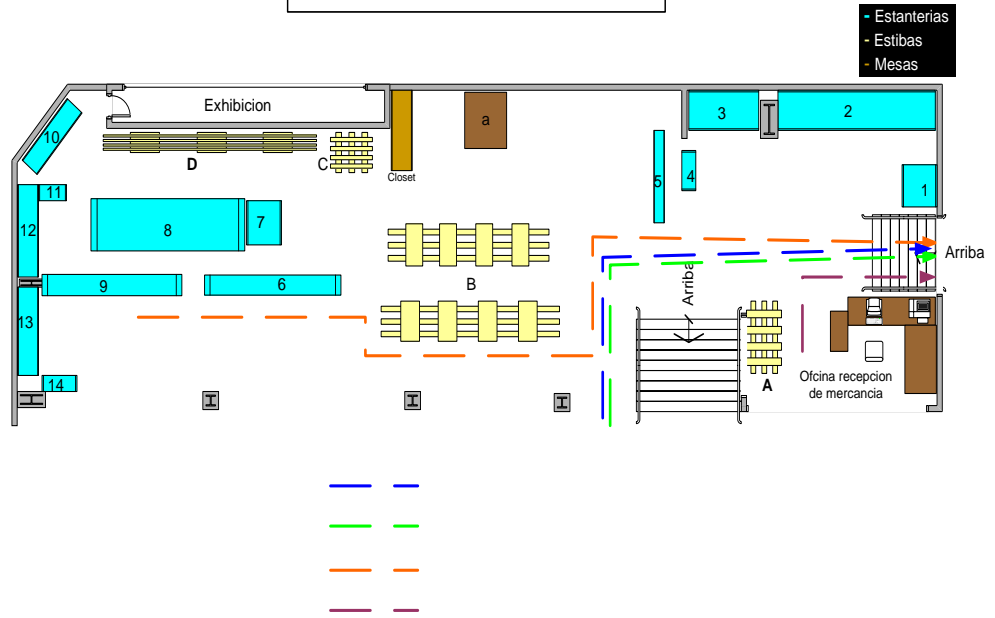 - Estanterias
- Estibas
- Mesas
Exhibicion
a
3
2
10
D
C
Closet
5
4
1
11
12
8
7
Arriba
Arriba
9
6
B
13
14
A
Ofcina recepcion
de mercancia